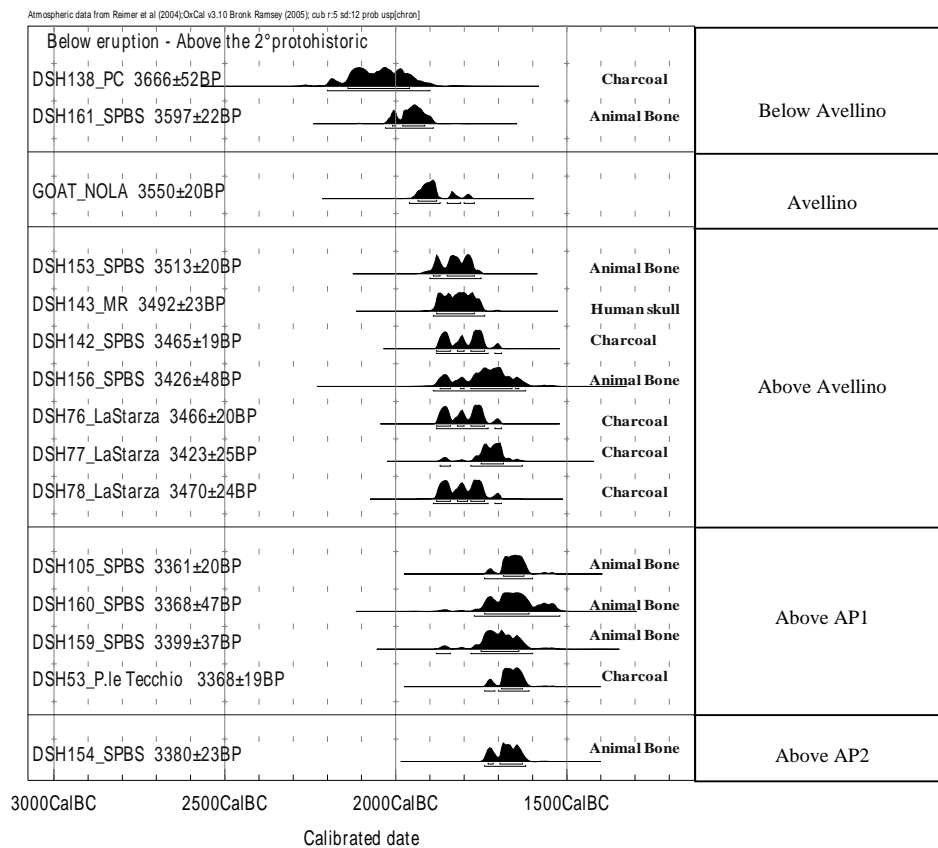 Atmospheric data from Reimer et al (2004);OxCal v3.10 Bronk Ramsey (2005); cub r:5 sd:12 prob usp[chron]
Below eruption - Above the 2°protohistoric
DSH138_PC 3666±52BP Charcoal
DSH161_SPBS 3597±22BP Animal Bone
Below Avellino
GOAT_NOLA 3550±20BP
Avellino
DSH153_SPBS 3513±20BP Animal Bone
DSH143_MR 3492±23BP Human skull
DSH142_SPBS 3465±19BP Charcoal
DSH156_SPBS 3426±48BP Animal Bone
Above Avellino
DSH76_LaStarza 3466±20BP Charcoal
DSH77_LaStarza 3423±25BP Charcoal
DSH78_LaStarza 3470±24BP Charcoal
DSH105_SPBS 3361±20BP Animal Bone
DSH160_SPBS 3368±47BP Animal Bone
Above AP1
DSH159_SPBS 3399±37BP Animal Bone
DSH53_P.le Tecchio 3368±19BP Charcoal
DSH154_SPBS 3380±23BP Animal Bone
Above AP2
3000CalBC 2500CalBC 2000CalBC 1500CalBC
Calibrated date